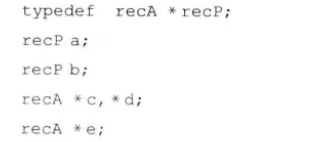 typedef recA * recP;
recP a;
recP b;
recA * c, * d;
recA * e;